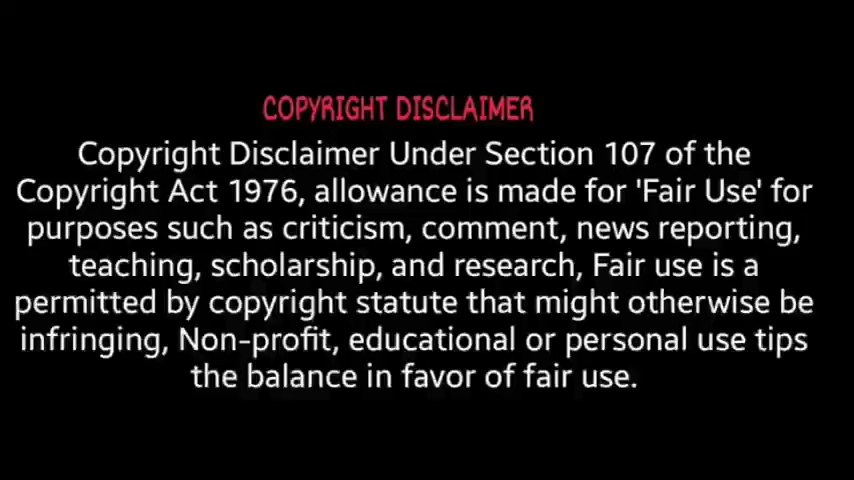 COPYRIGHT DISCLAIMER
Copyright Disclaimer Under Section 107 of the
Copyright Act 1976, allowance is made for 'Fair Use' for
purposes such as criticism, comment, news reporting,
teaching, scholarship, and research, Fair use is a
permitted by copyright statute that might otherwise be
infringing, Non-profit, educational or personal use tips
the balance in favor of fair use.